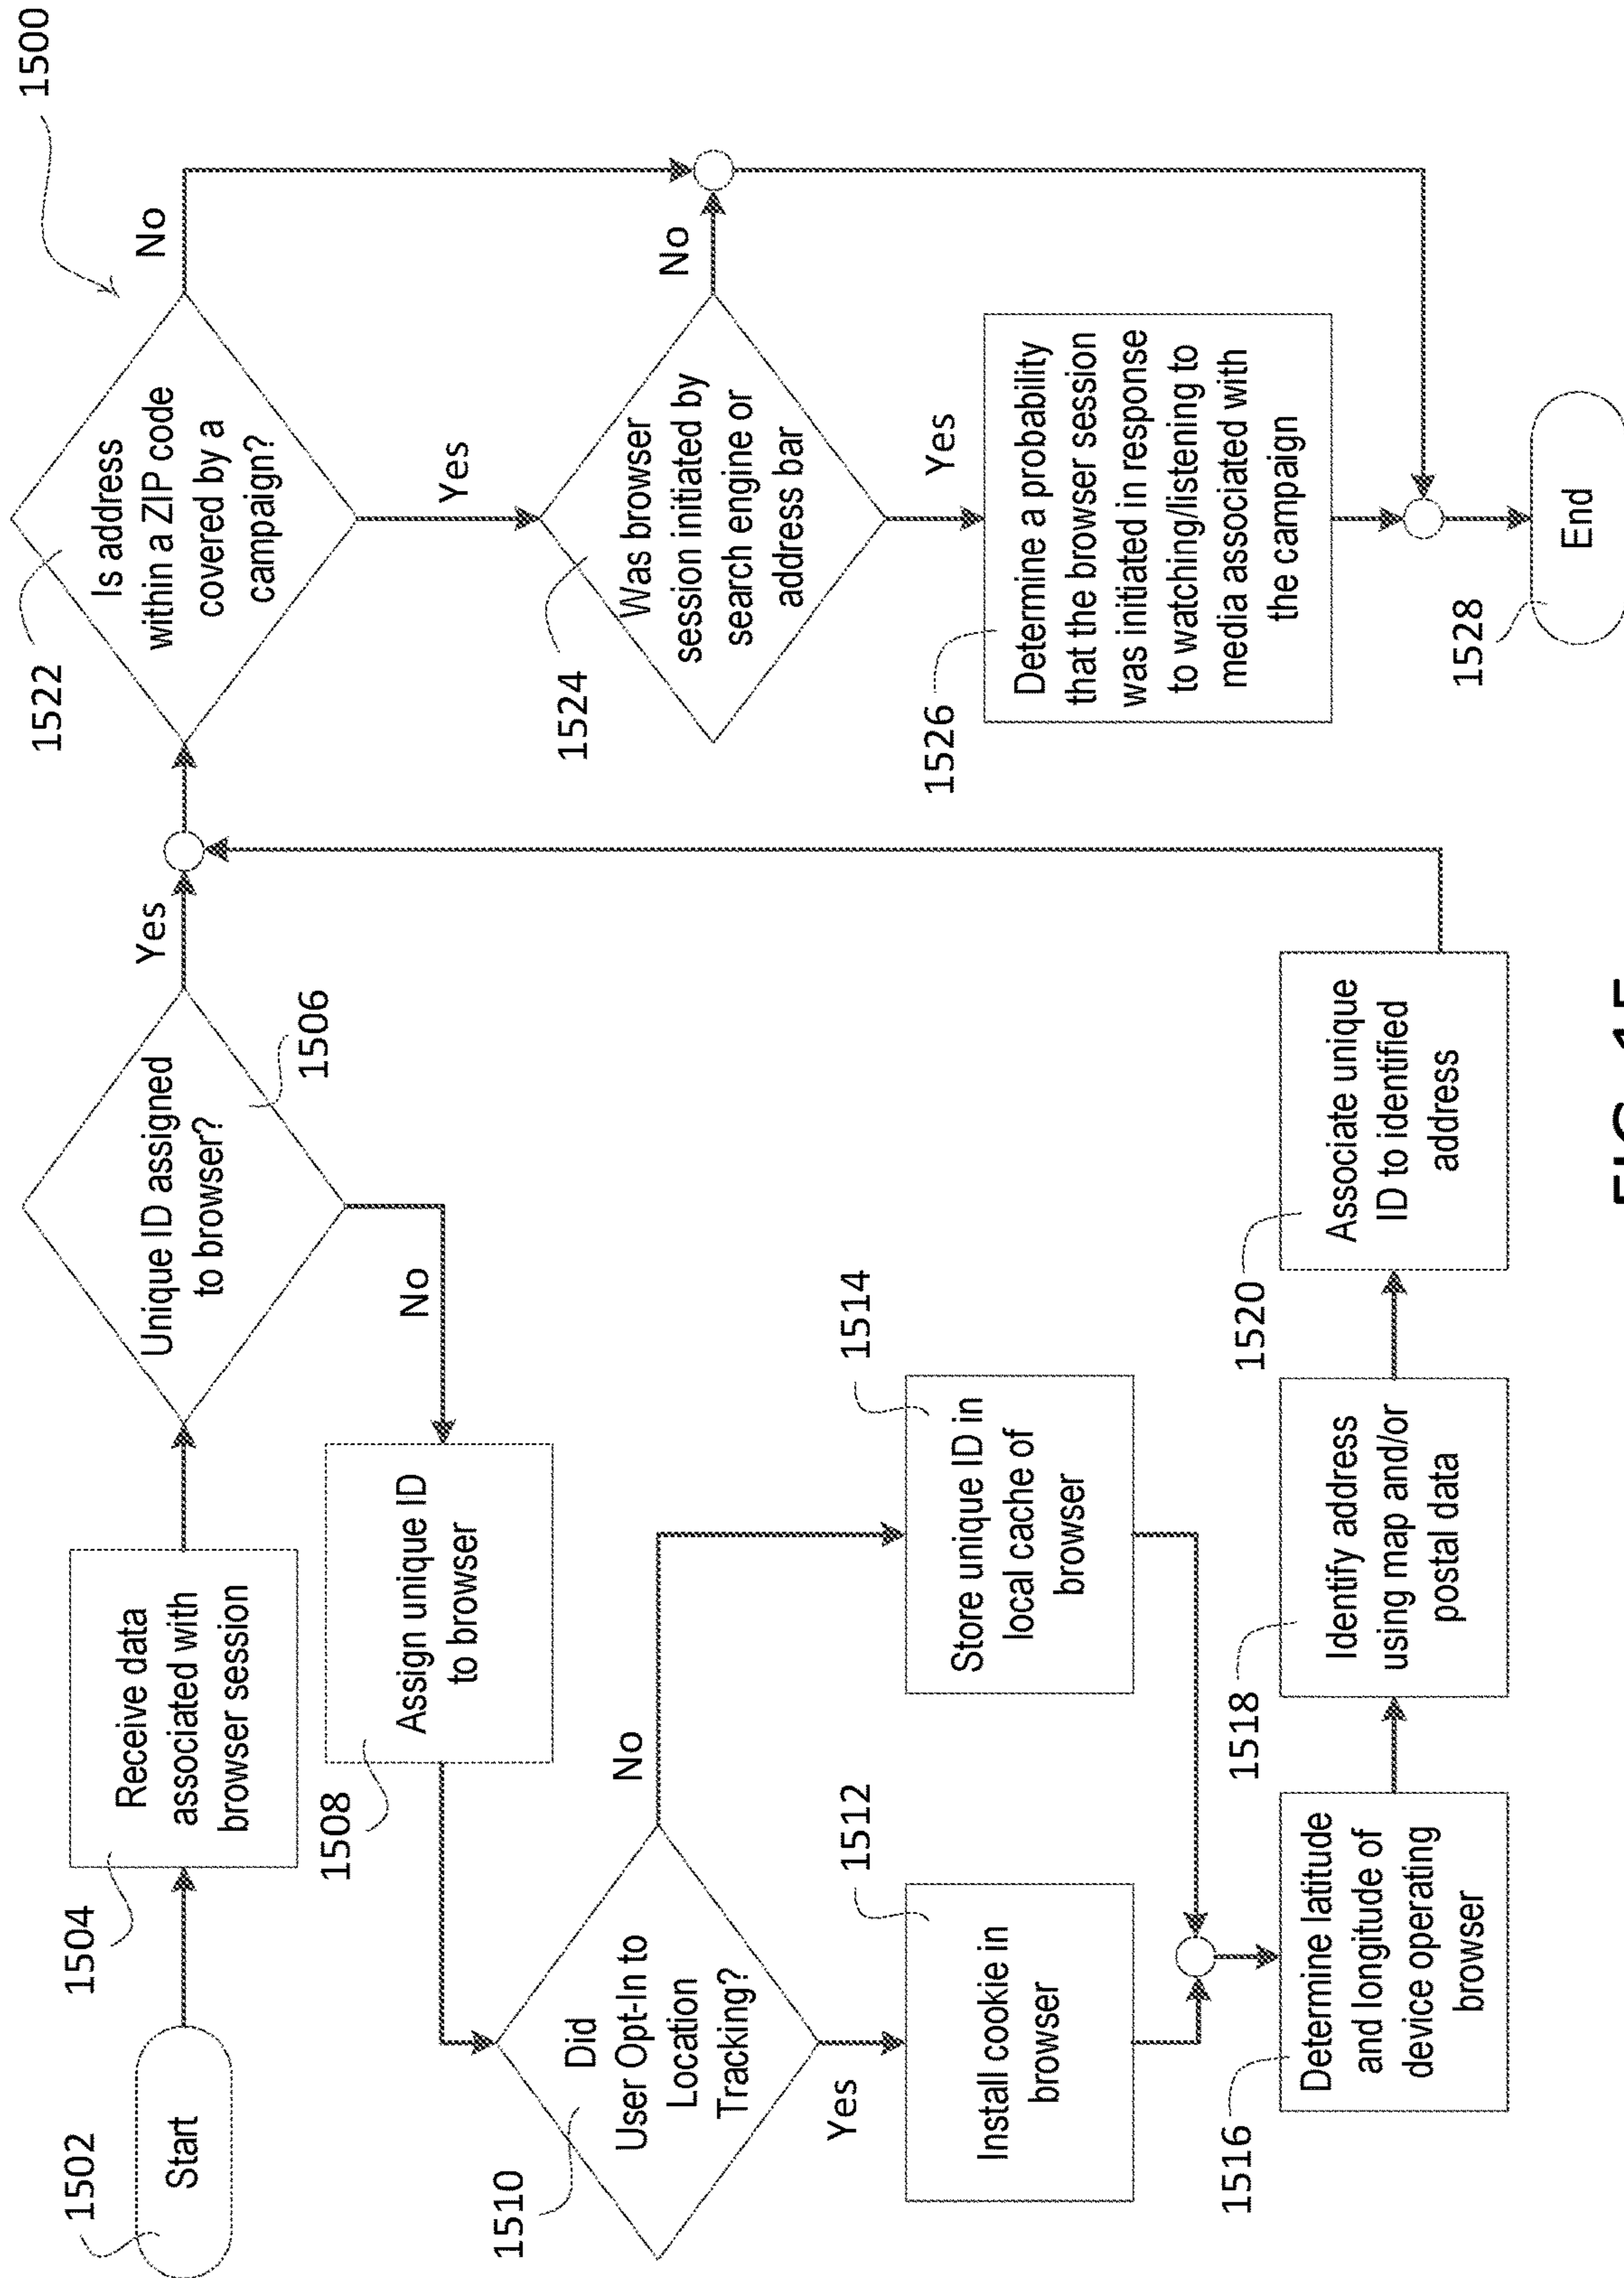 1500
1502
Start
1504
Receive data
associated with
browser session
Unique ID assigned
to browser?
1506
Yes
No
1508
Assign unique ID
to browser
1510
Did
User Opt-In to
Location
Tracking?
Yes
No
1512
Install cookie in
browser
1514
Store unique ID in
local cache of
browser
1516
Determine latitude
and longitude of
device operating
browser
1518
Identify address
using map and/or
postal data
1520
Associate unique
ID to identified
address
1522
Is address
within a ZIP code
covered by a
campaign?
No
Yes
1524
Was browser
session initiated by
search engine or
address bar
No
Yes
1526
Determine a probability
that the browser session
was initiated in response
to watching/listening to
media associated with
the campaign
1528
End